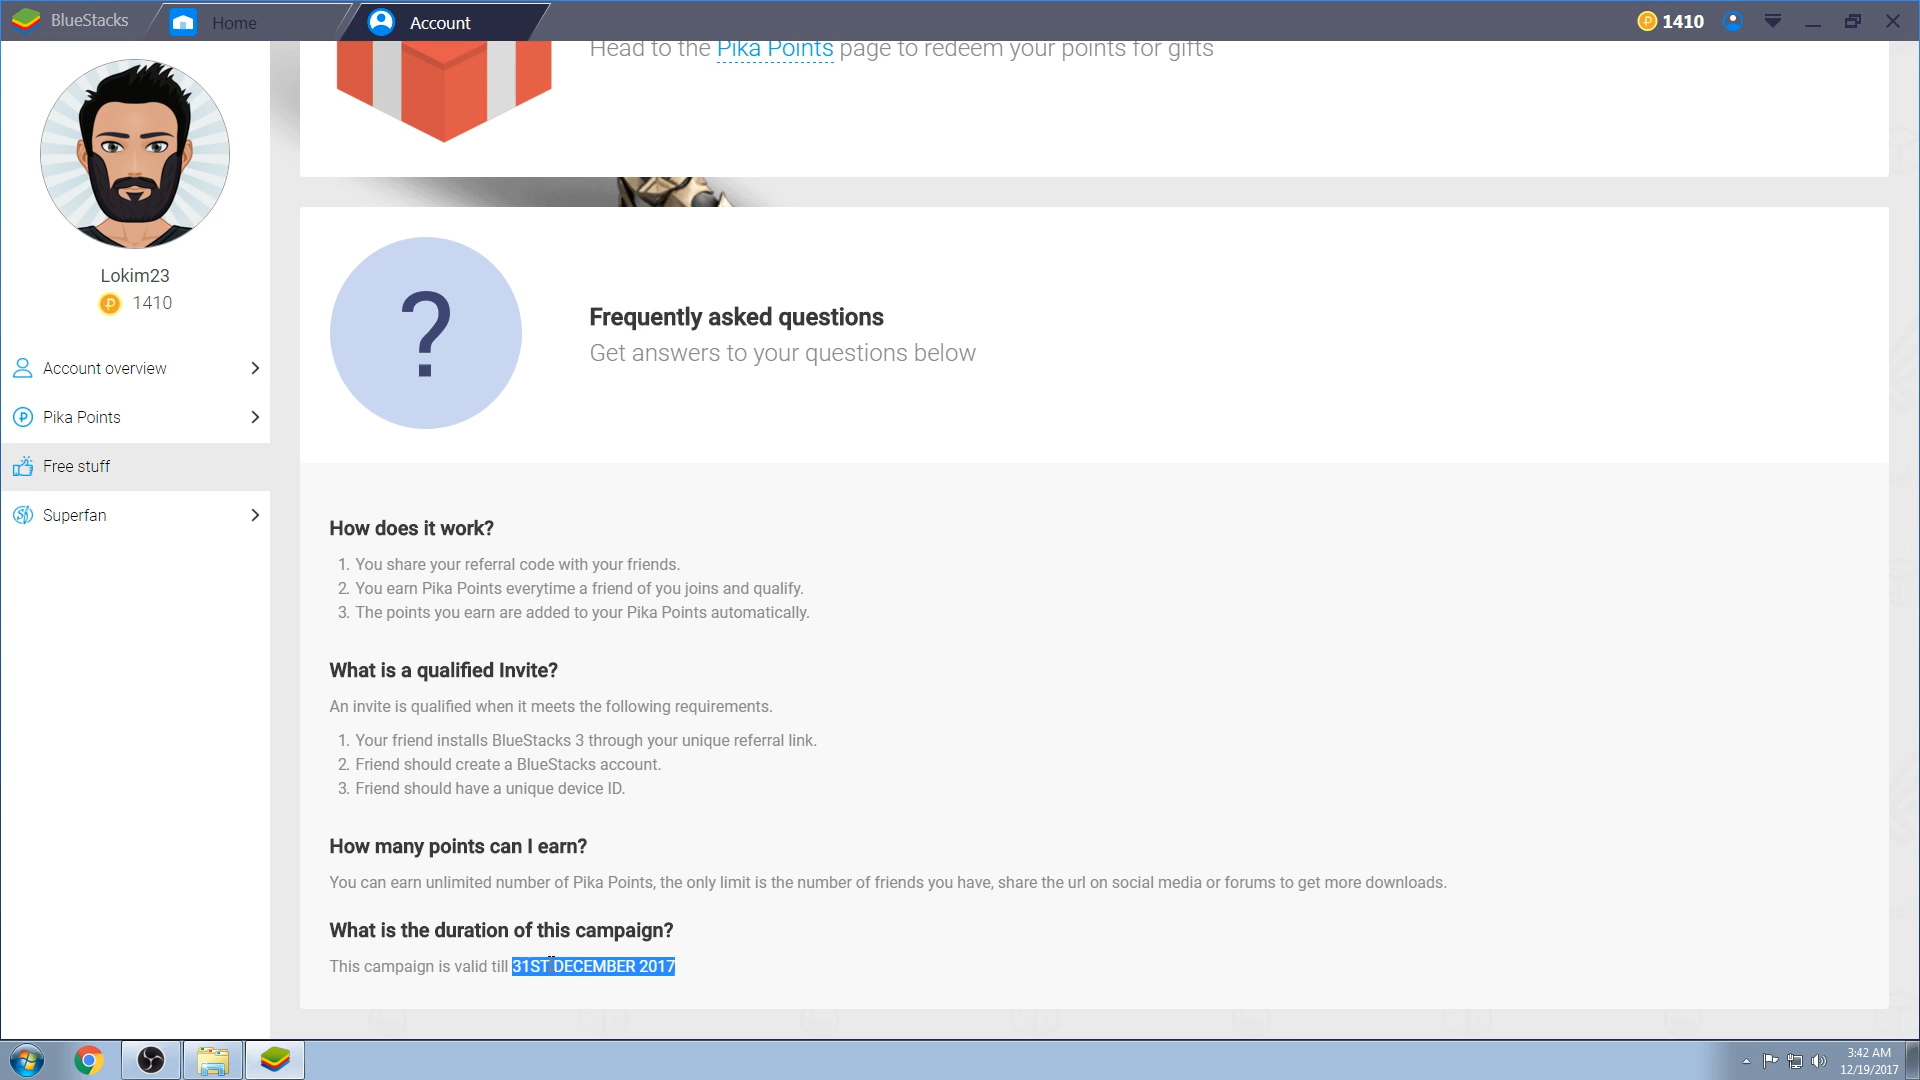 BlueStacks
Home
Account
1410
Head to the Pika Points page to redeem your points for gifts
Lokim23
1410
Account overview
Pika Points
Free stuff
Superfan
?
Frequently asked questions
Get answers to your questions below
How does it work?
1. You share your referral code with your friends.
2. You earn Pika Points everytime a friend of you joins and qualify.
3. The points you earn are added to your Pika Points automatically.
What is a qualified Invite?
An invite is qualified when it meets the following requirements.
1. Your friend installs BlueStacks 3 through your unique referral link.
2. Friend should create a BlueStacks account.
3. Friend should have a unique device ID.
How many points can I earn?
You can earn unlimited number of Pika Points, the only limit is the number of friends you have, share the url on social media or forums to get more downloads.
What is the duration of this campaign?
This campaign is valid till 31ST DECEMBER 2017
3:42 AM
12/19/2017